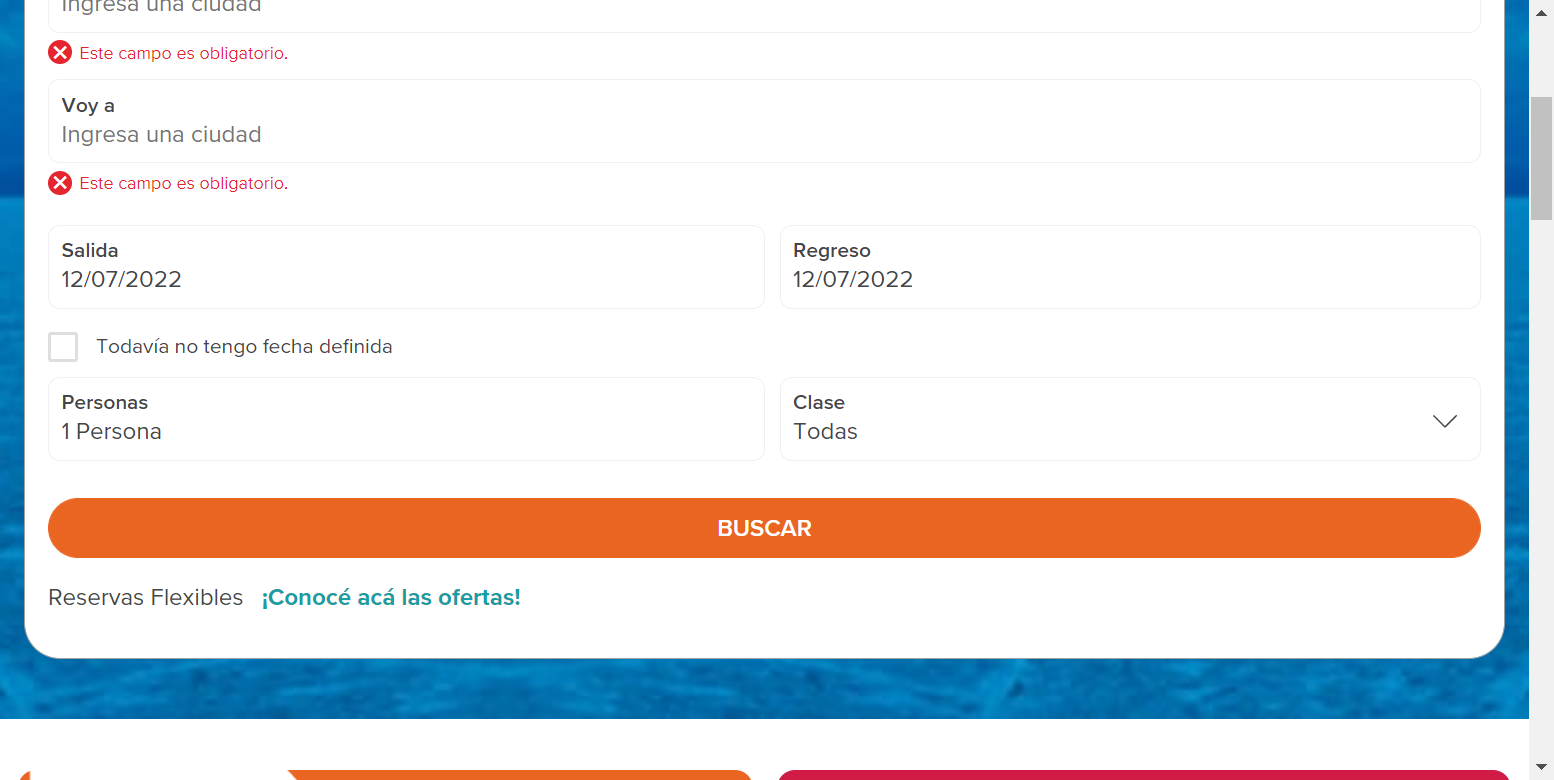 Ingresa una ciudad
Este campo es obligatorio.
Voy a
Ingresa una ciudad
Este campo es obligatorio.
Salida
12/07/2022
Regreso
12/07/2022
Todavía no tengo fecha definida
Personas
1 Persona
Clase
Todas
BUSCAR
Reservas Flexibles ¡Conocé acá las ofertas!